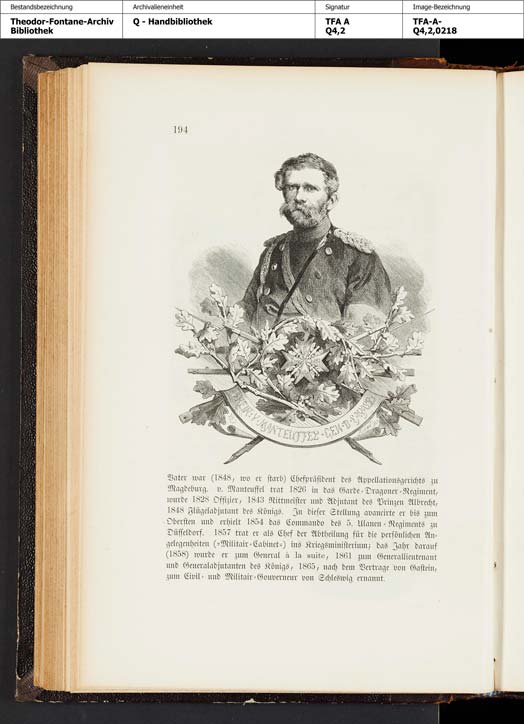 Bestandsbezeichnung Archivalieneinheit Signatur Image-Bezeichnung
Theodor-Fontane-Archiv Q - Handbibliothek TFA A TFA-A-
Bibliothek Q4,2 Q4,2,0218
194
MANTEUFFEL
Vater war (1848, wo er starb) Chefpräsident des Appellationsgerichts zu
Magdeburg. v. Manteuffel trat 1826 in das Garde-Dragoner-Regiment,
wurde 1828 Offizier, 1843 Rittmeister und Adjutant des Prinzen Albrecht,
1848 Flügeladjutant des Königs. In dieser Stellung avancirte er bis zum
Obersten und erhielt 1854 das Commando des 5. Ulanen-Regiments zu
Düsseldorf. 1857 trat er als Chef der Abtheilung für die persönlichen An-
gelegenheiten (»Militair-Cabinet«) ins Kriegsministerium; das Jahr darauf
(1858) wurde er zum General à la suite, 1861 zum Generallieutenant
und Generaladjutanten des Königs, 1865, nach dem Vertrage von Gastein,
zum Civil- und Militair-Gouverneur von Schleswig ernannt.